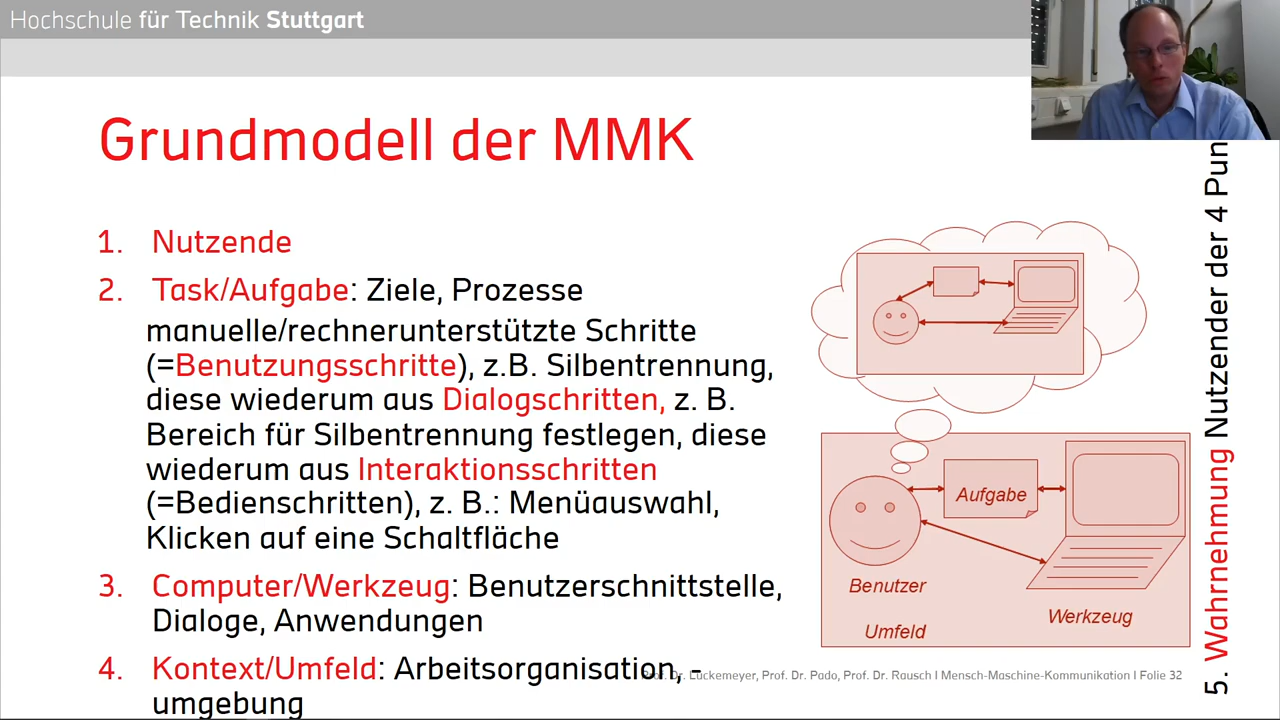 Hochschule für Technik Stuttgart
Grundmodell der MMK
1. Nutzende
2. Task/Aufgabe: Ziele, Prozesse
manuelle/rechnerunterstützte Schritte
(=Benutzungsschritte), z.B. Silbentrennung,
diese wiederum aus Dialogschritten, z. B.
Bereich für Silbentrennung festlegen, diese
wiederum aus Interaktionsschritten
(=Bedienschritten), z. B.: Menüauswahl,
Klicken auf eine Schaltfläche
3. Computer/Werkzeug: Benutzerschnittstelle,
Dialoge, Anwendungen
4. Kontext/Umfeld: Arbeitsorganisation, -
umgebung
Aufgabe
Benutzer
Werkzeug
Umfeld
Prof. Dr. Lückemeyer, Prof. Dr. Pado, Prof. Dr. Rausch I Mensch-Maschine-Kommunikation I Folie 32
5. Wahrnehmung Nutzender der 4 Pun